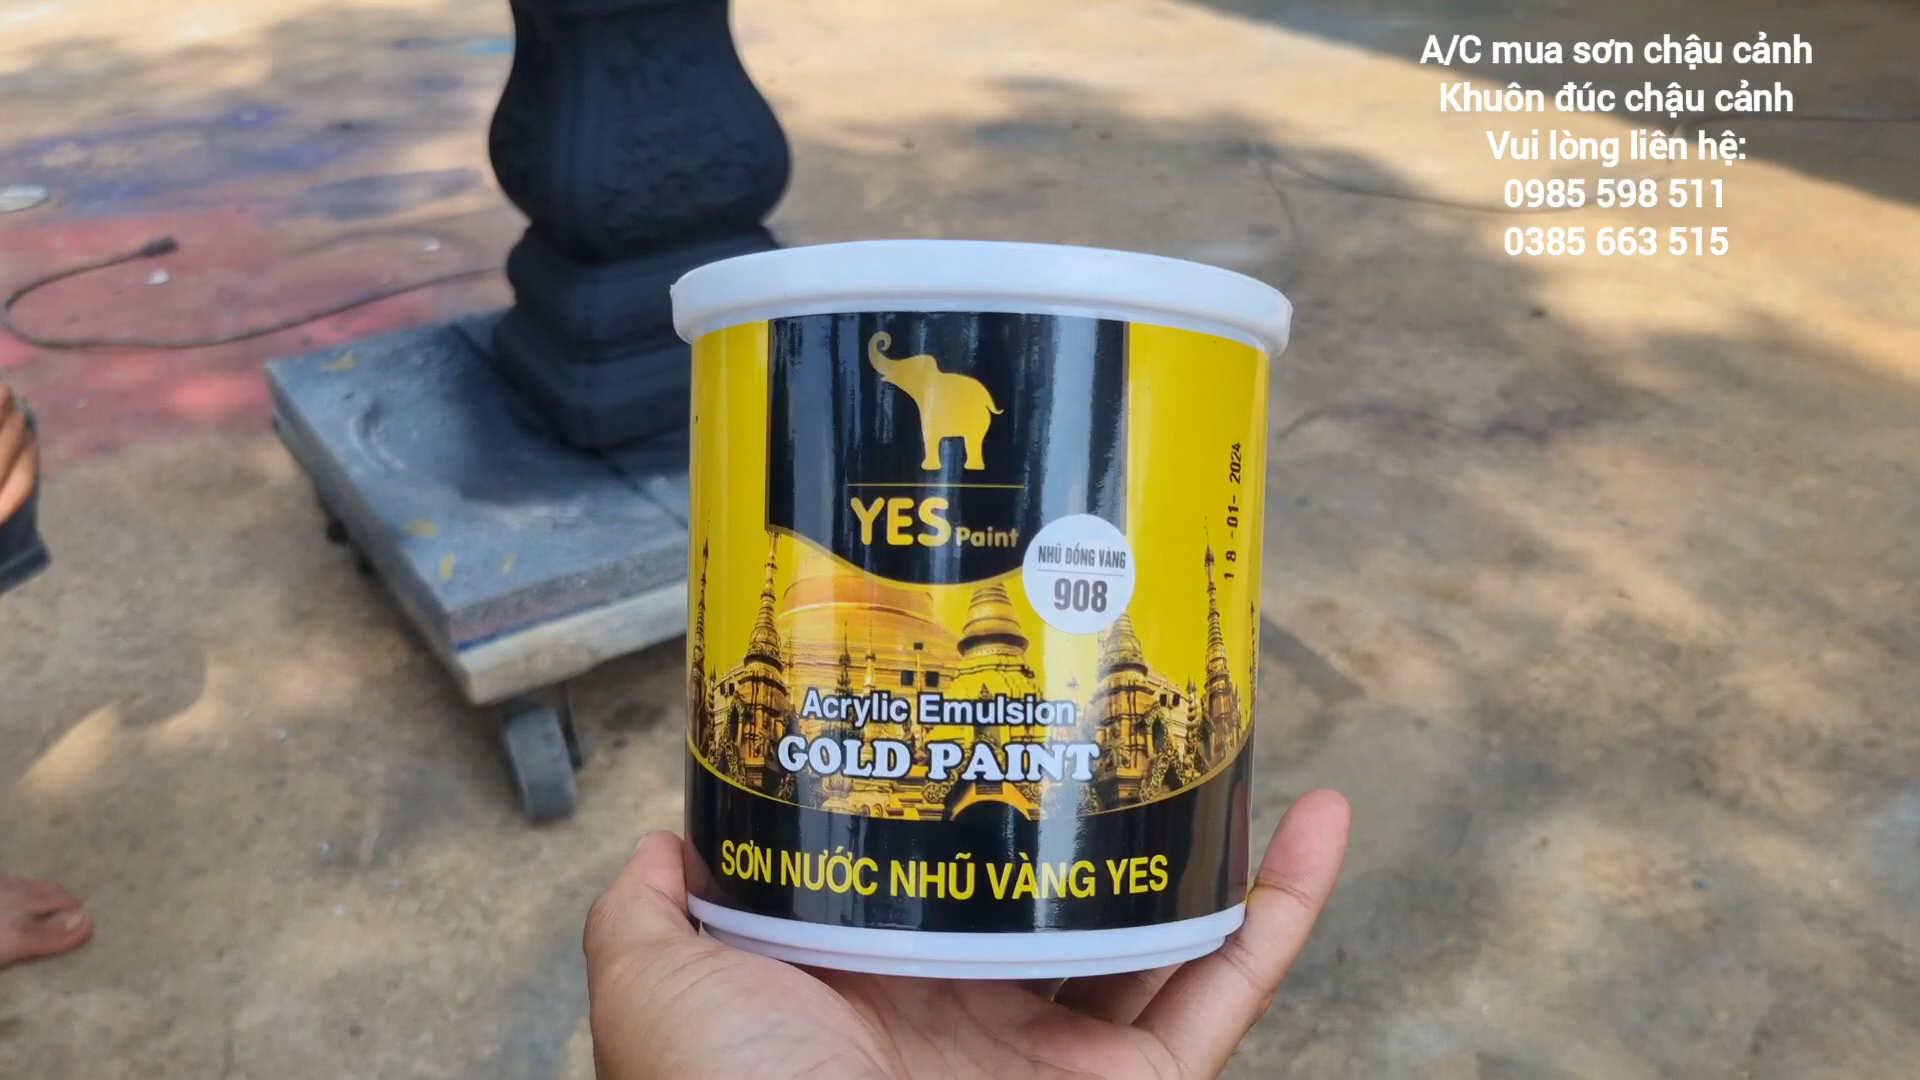 A/C mua sơn chậu cảnh
Khuôn đúc chậu cảnh
Vui lòng liên hệ:
0985 598 511
0385 663 515
YES Paint
NHŨ ĐỒNG VÀNG
908
18-01-2024
Acrylic Emulsion
GOLD PAINT
SƠN NƯỚC NHŨ VÀNG YES